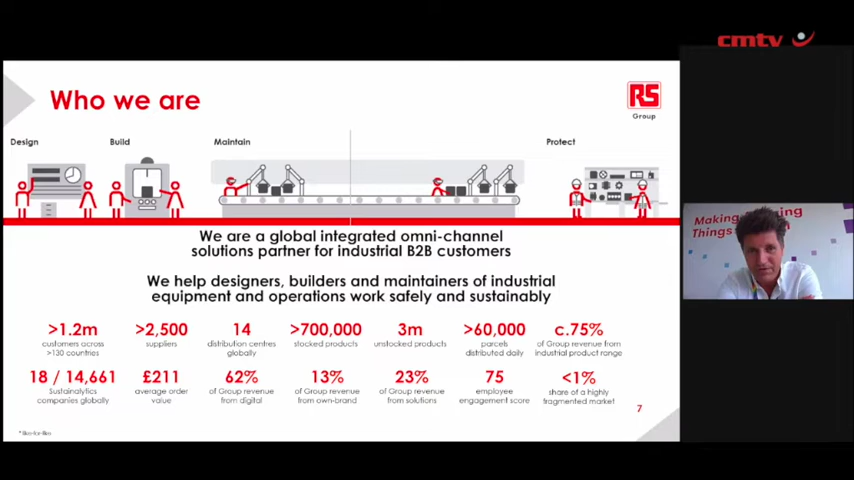 cmtv
Who we are
RS
Group
Design
Build
Maintain
Protect
We are a global integrated omni-channel
solutions partner for industrial B2B customers
We help designers, builders and maintainers of industrial
equipment and operations work safely and sustainably
>1.2m
customers across
>130 countries
>2,500
suppliers
14
distribution centres
globally
>700,000
stocked products
3m
unstocked products
>60,000
parcels
distributed daily
c.75%
of Group revenue from
industrial product range
18 / 14,661
Sustainalytics
companies globally
£211
average order
value
62%
of Group revenue
from digital
13%
of Group revenue
from own-brand
23%
of Group revenue
from solutions
75
employee
engagement score
<1%
share of a highly
fragmented market
7
* like-for-like
Making
Things